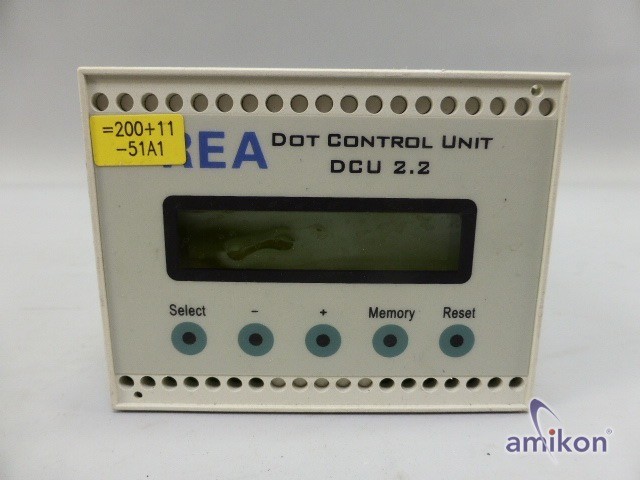 =200+11
-51A1
REA DOT CONTROL UNIT
DCU 2.2
Select - + Memory Reset
amikon®